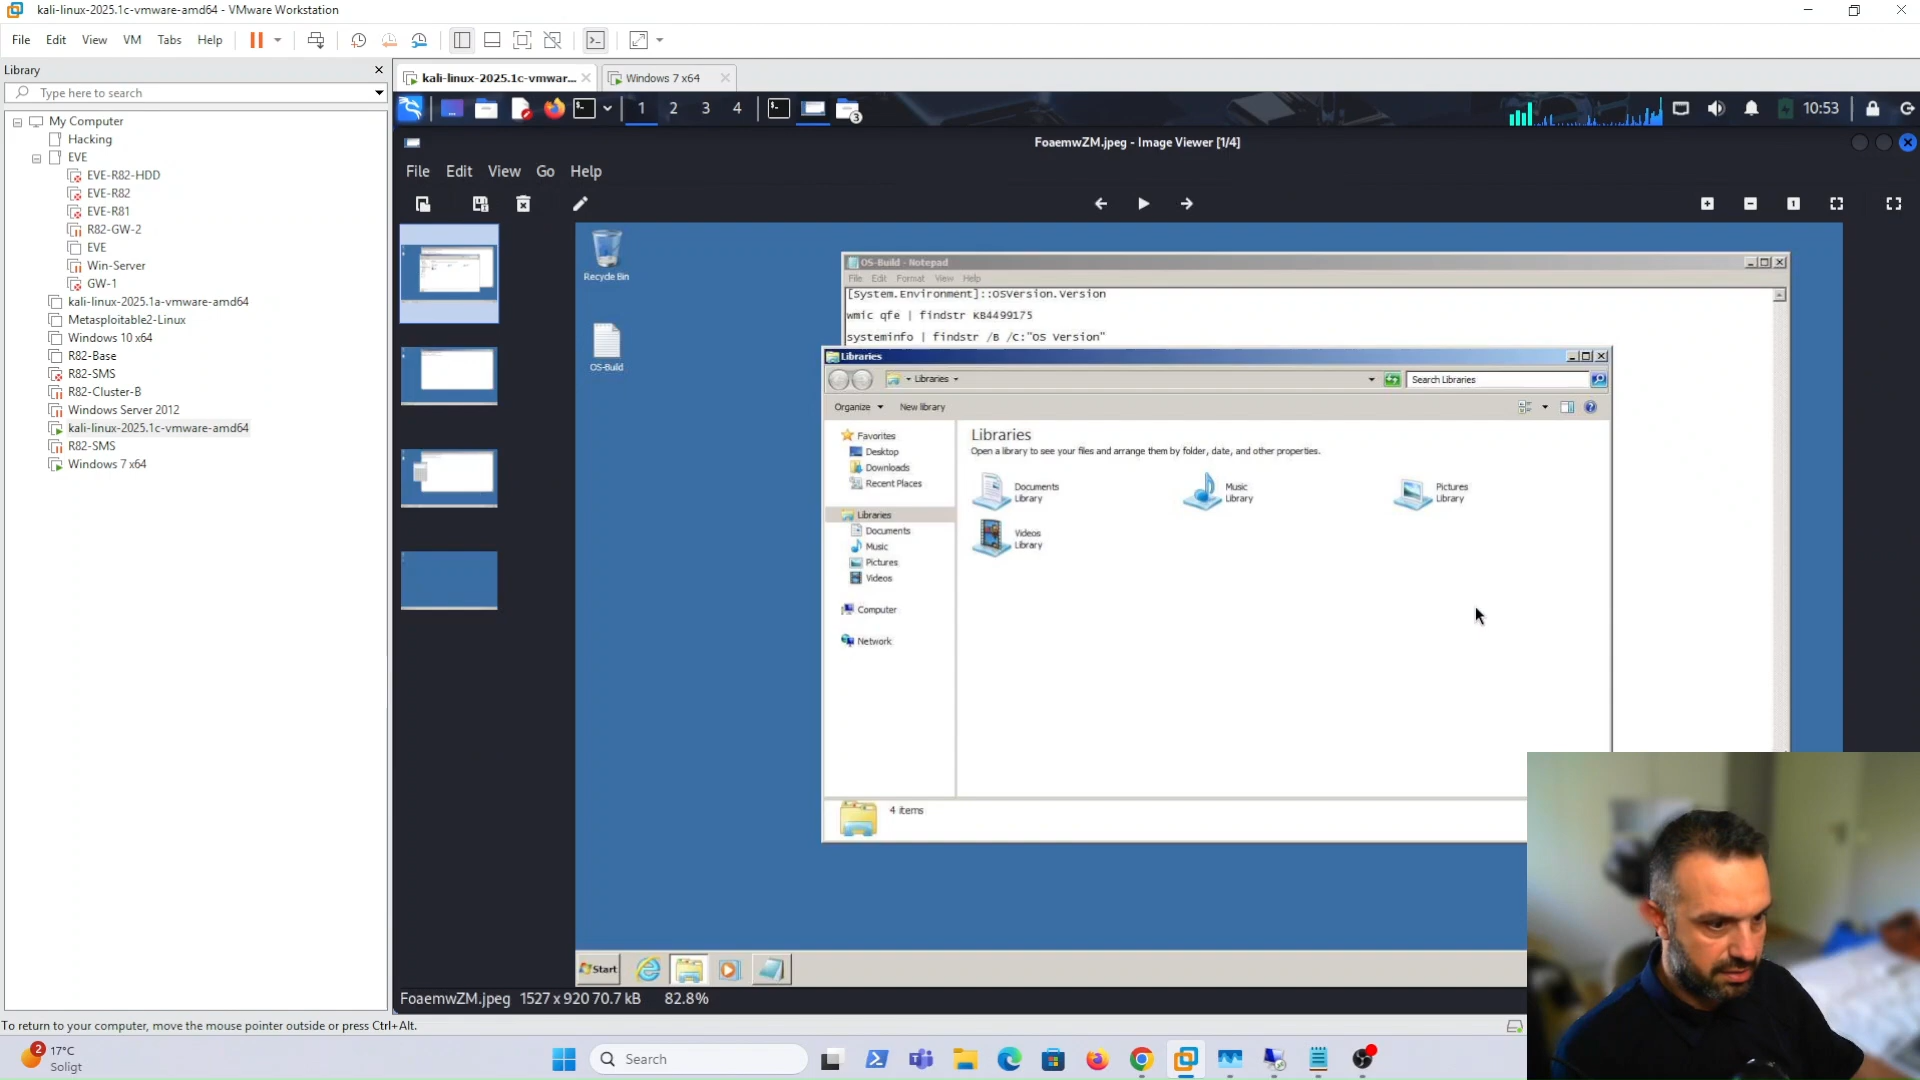 kali-linux-2025.1c-vmware-amd64 - VMware Workstation
File Edit View VM Tabs Help
Library
Type here to search
My Computer
Hacking
EVE
EVE-R82-HDD
EVE-R82
EVE-R81
R82-GW-2
EVE
Win-Server
GW-1
kali-linux-2025.1a-vmware-amd64
Metasploitable2-Linux
Windows 10 x64
R82-Base
R82-SMS
R82-Cluster-B
Windows Server 2012
kali-linux-2025.1c-vmware-amd64
R82-SMS
Windows 7 x64
kali-linux-2025.1c-vmwar...
Windows 7 x64
1 2 3 4
3
10:53
FoaemwZM.jpeg - Image Viewer [1/4]
File Edit View Go Help
1
Recycle Bin
OS-Build
OS-Build - Notepad
File Edit Format View Help
[System.Environment]::OSVersion.Version
wmic qfe | findstr KB4499175
systeminfo | findstr /B /C:"OS Version"
Libraries
Libraries
Search Libraries
Organize New library
Favorites
Desktop
Downloads
Recent Places
Libraries
Documents
Music
Pictures
Videos
Computer
Network
Libraries
Open a library to see your files and arrange them by folder, date, and other properties.
Documents
Library
Music
Library
Pictures
Library
Videos
Library
4 items
Start
FoaemwZM.jpeg 1527 x 920 70.7 kB 82.8%
To return to your computer, move the mouse pointer outside or press Ctrl+Alt.
2
17°C
Soligt
Search